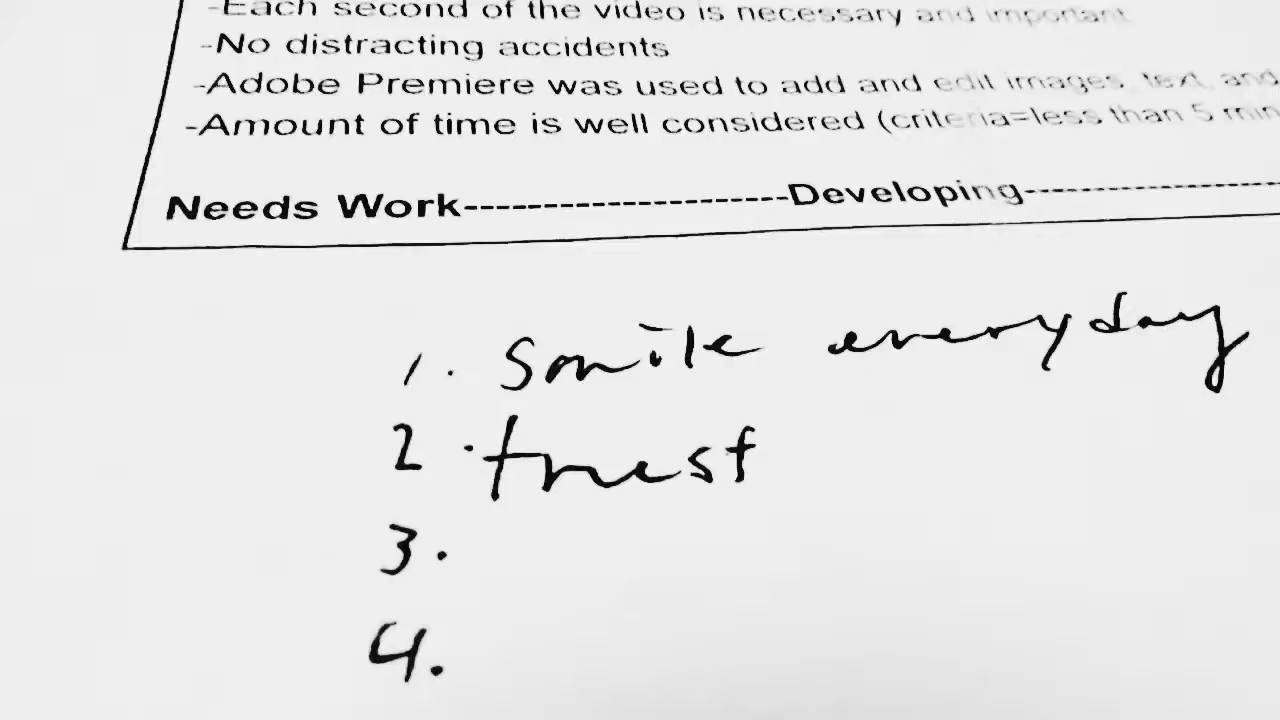 -Each second of the video is necessary and important
-No distracting accidents
-Adobe Premiere was used to add and edit images, text, and
-Amount of time is well considered (criteria=less than 5 min
Needs Work---------------------Developing--------------------
1. Smile everyday
2. trust
3.
4.